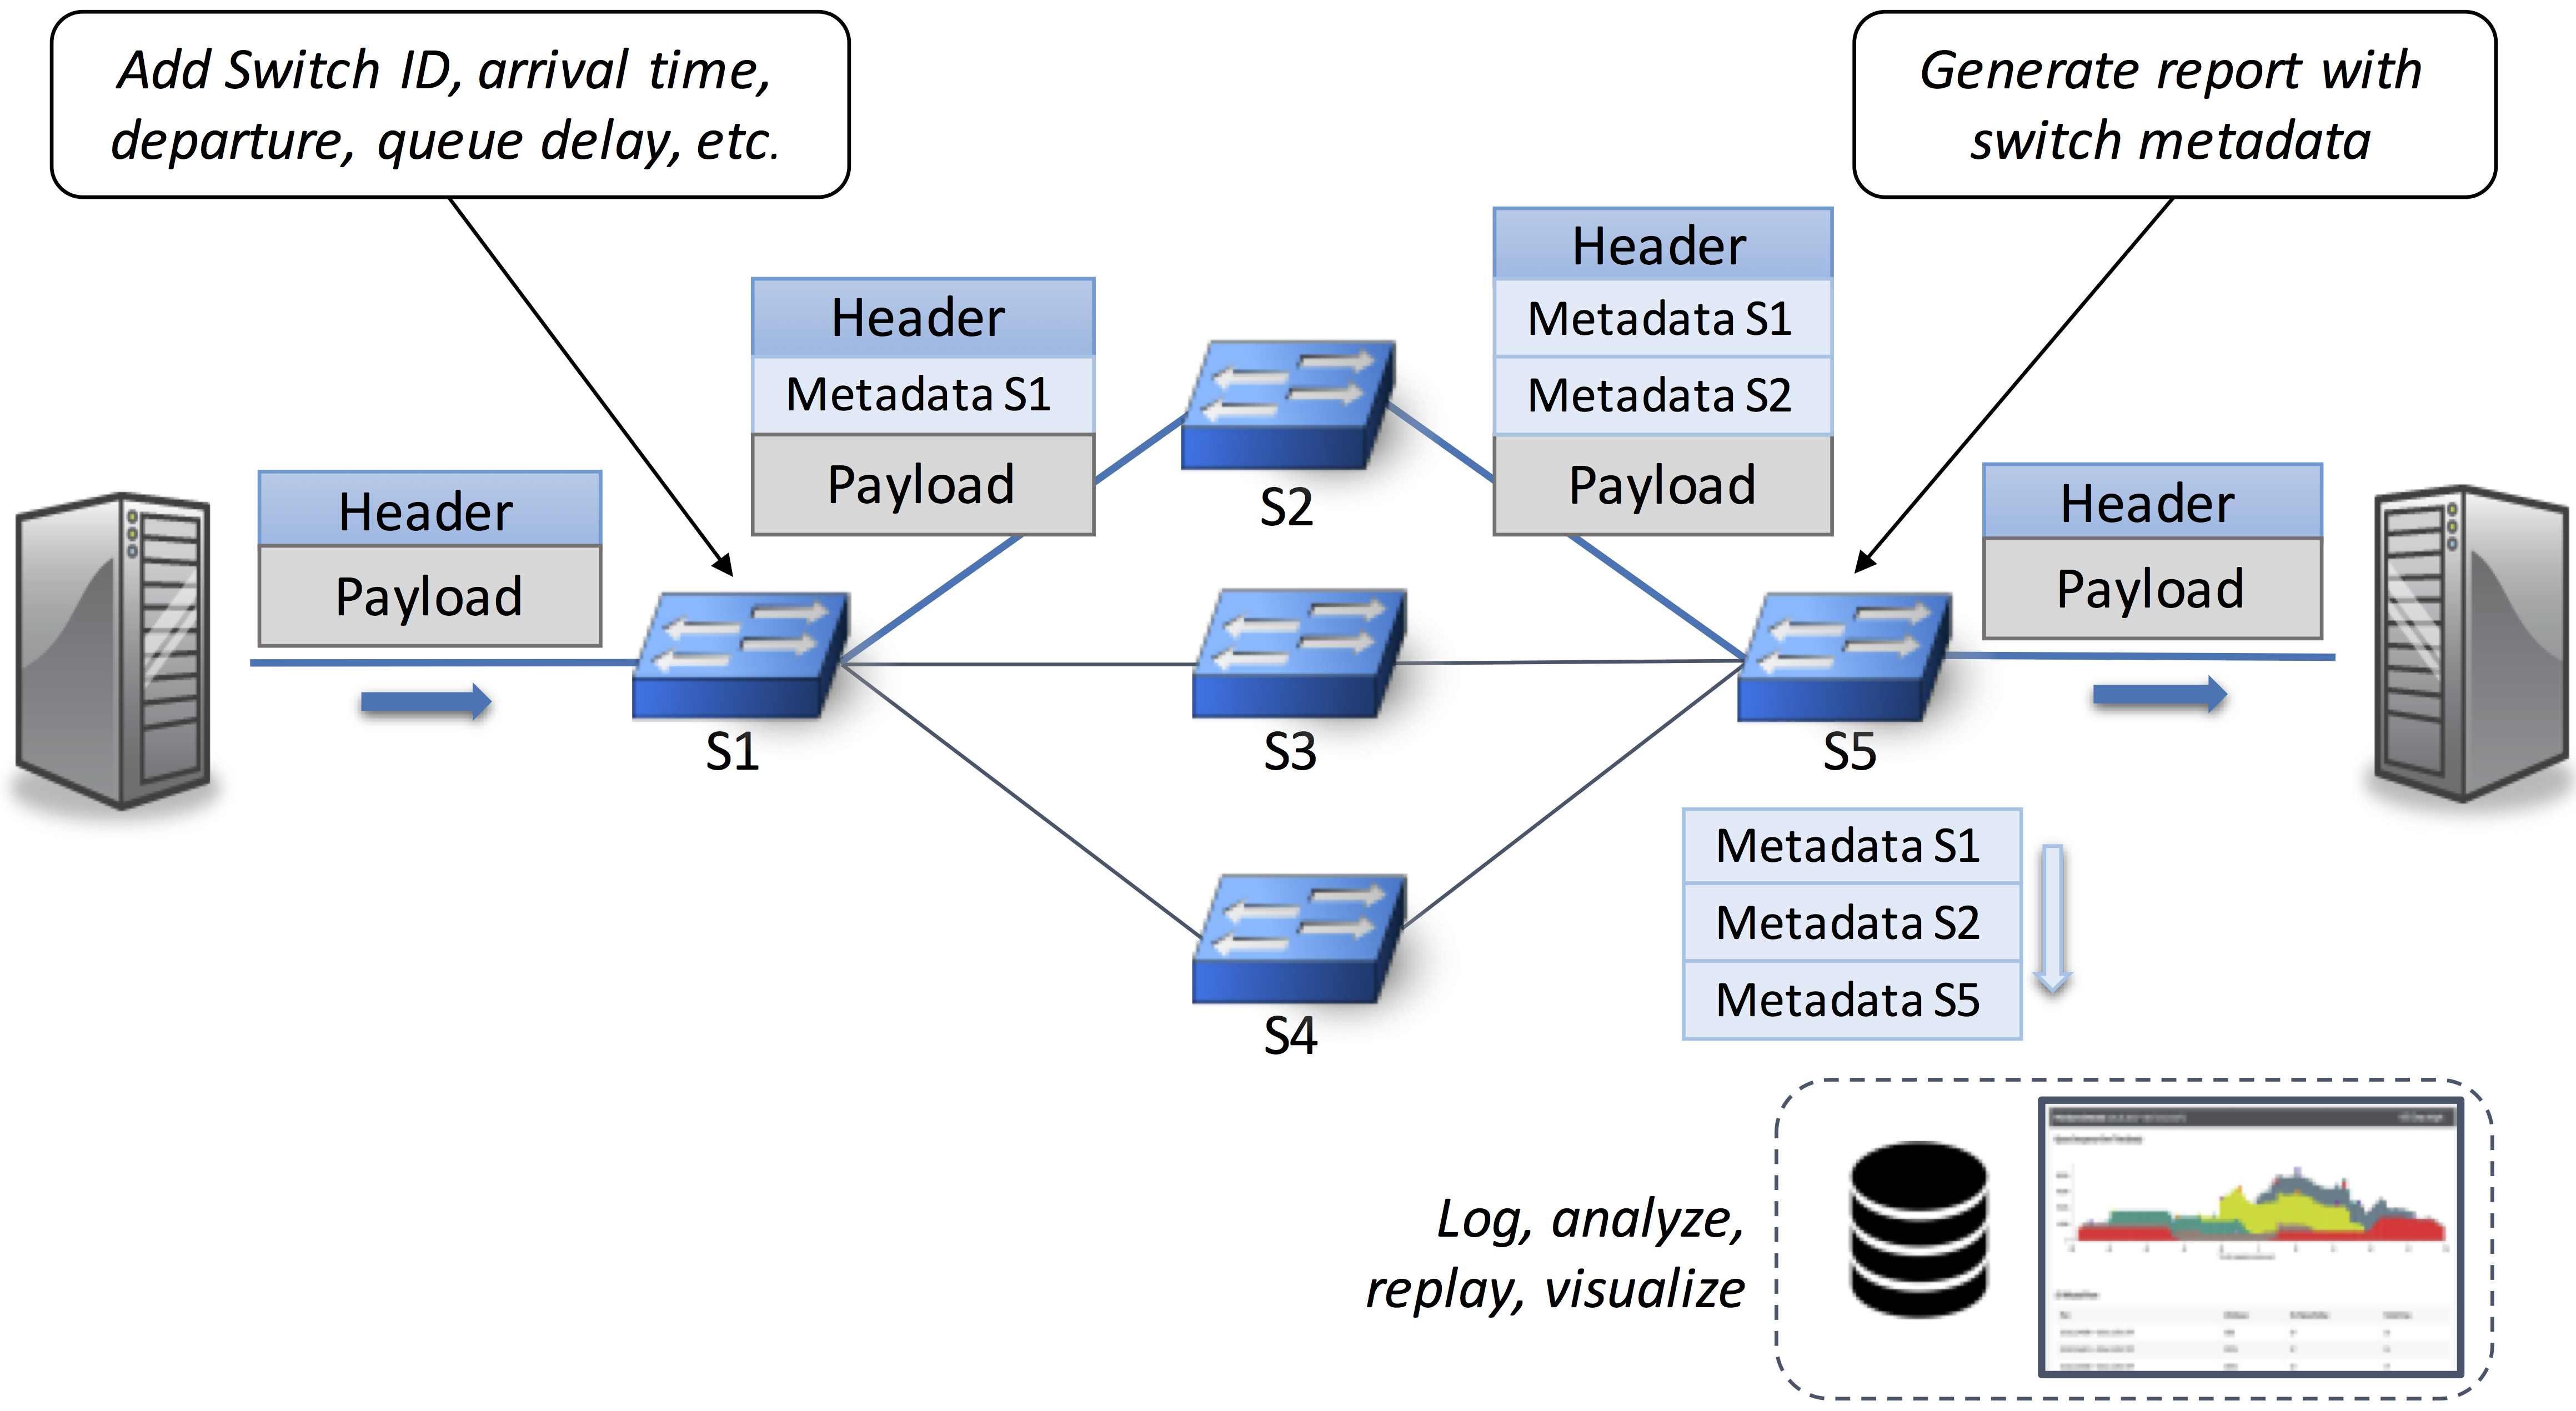 Add Switch ID, arrival time,
departure, queue delay, etc.
Generate report with
switch metadata
Header
Payload
Header
Metadata S1
Payload
Header
Metadata S1
Metadata S2
Payload
Header
Payload
S1
S2
S3
S4
S5
Metadata S1
Metadata S2
Metadata S5
Log, analyze,
replay, visualize